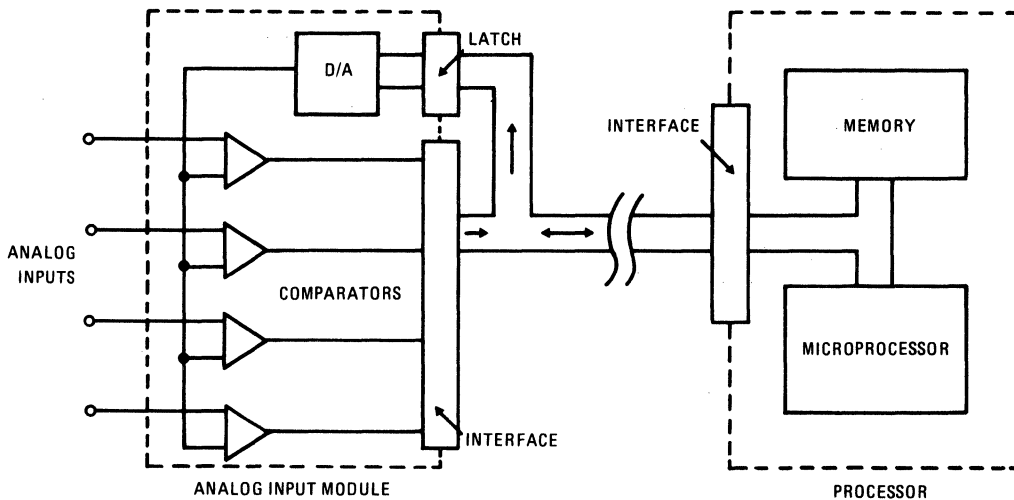 LATCH
D/A
INTERFACE
MEMORY
ANALOG
INPUTS
COMPARATORS
MICROPROCESSOR
INTERFACE
ANALOG INPUT MODULE
PROCESSOR